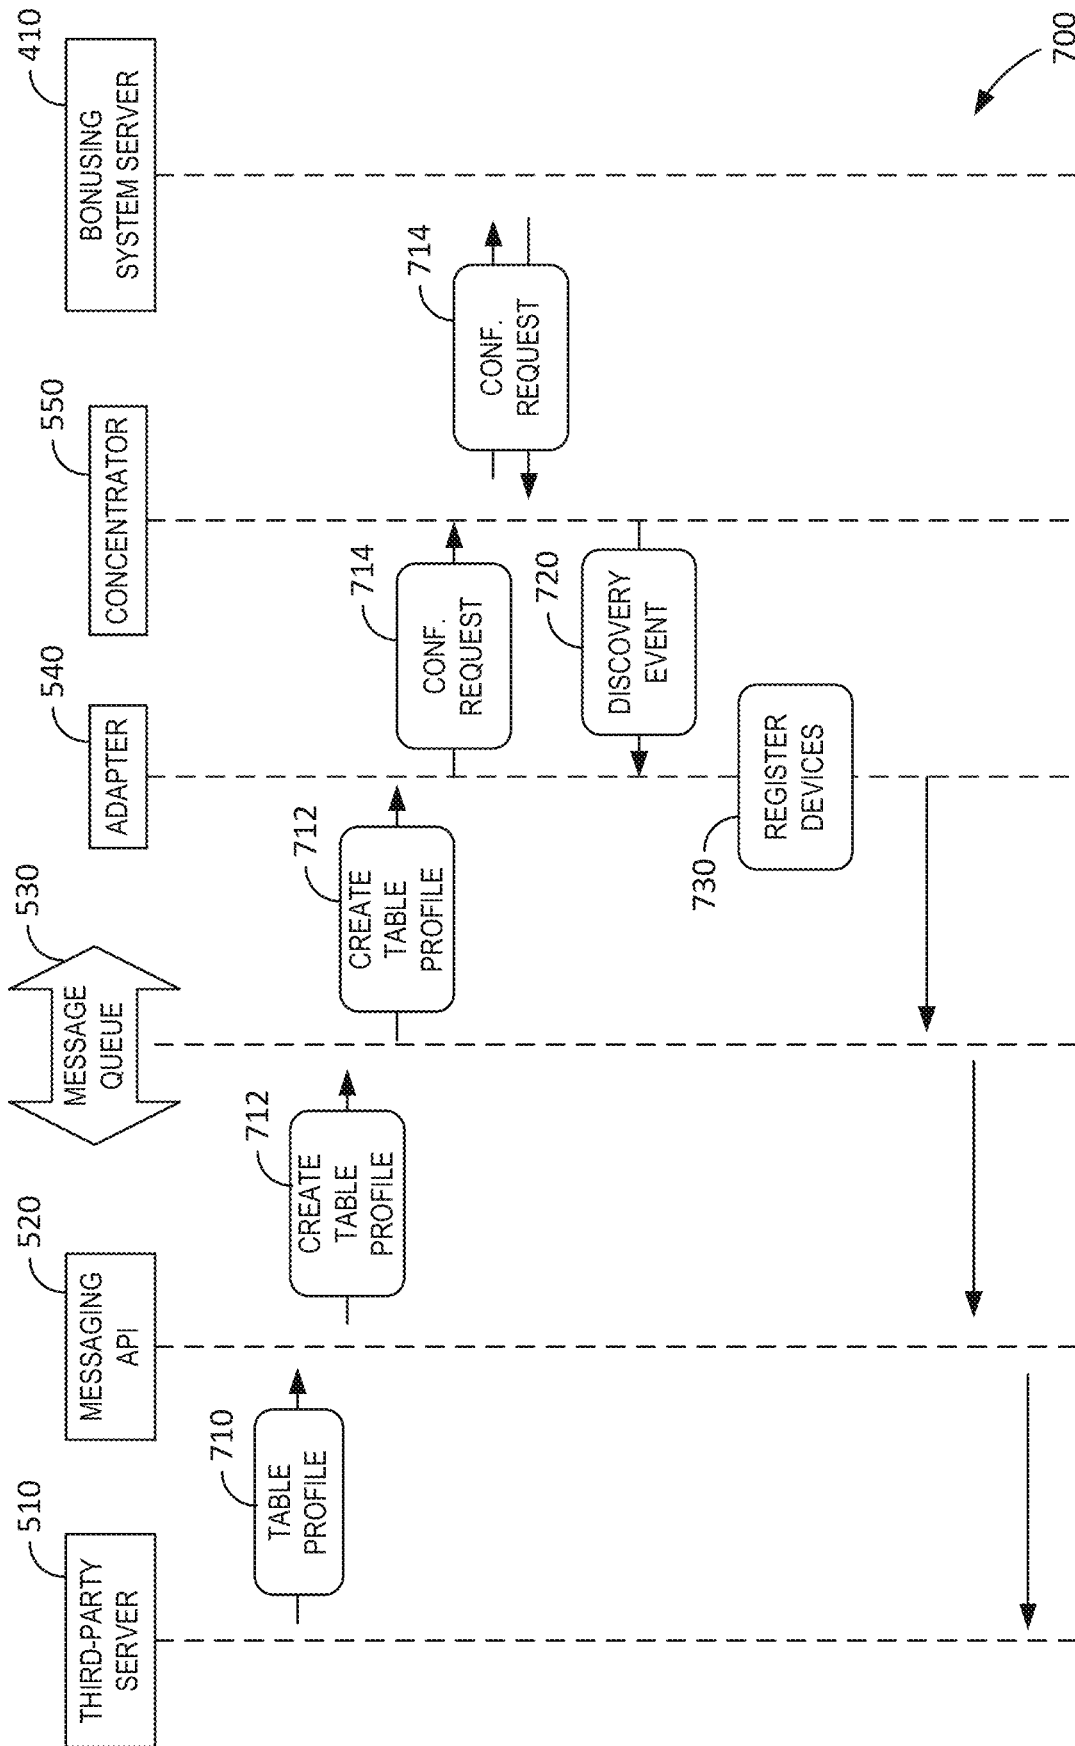 THIRD-PARTY
SERVER
510
MESSAGING
API
520
MESSAGE
QUEUE
530
ADAPTER
540
CONCENTRATOR
550
BONUSING
SYSTEM SERVER
410
TABLE
PROFILE
710
CREATE
TABLE
PROFILE
712
CREATE
TABLE
PROFILE
712
CONF.
REQUEST
714
CONF.
REQUEST
714
DISCOVERY
EVENT
720
REGISTER
DEVICES
730
700